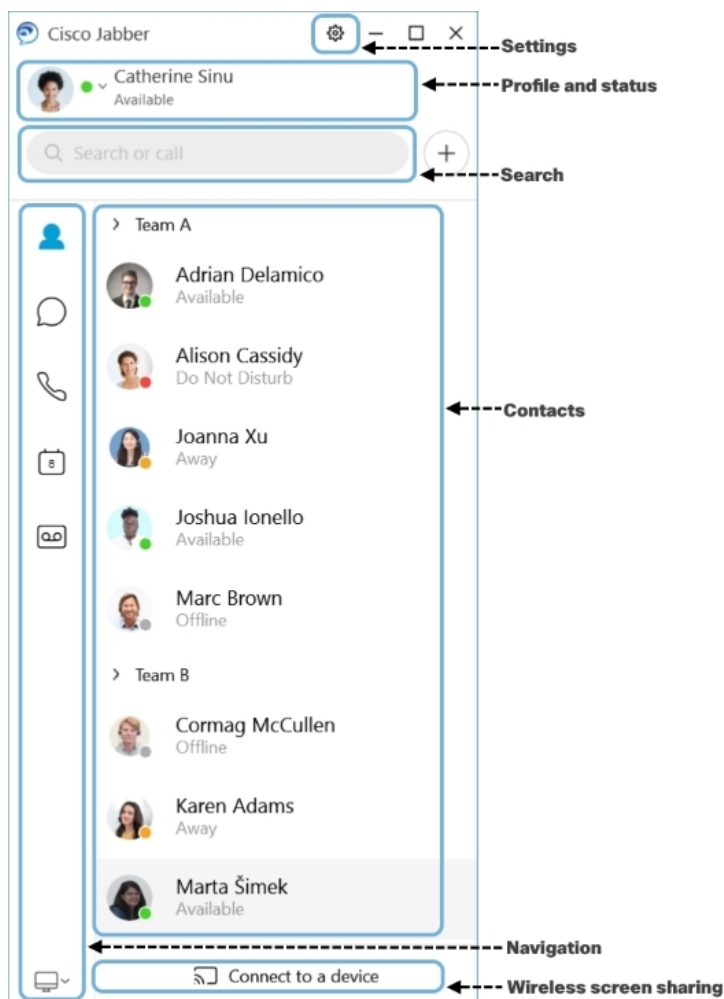 Cisco Jabber
Settings
Catherine Sinu
Available
Profile and status
Search or call
Search
Team A
Adrian Delamico
Available
Alison Cassidy
Do Not Disturb
Contacts
Joanna Xu
Away
8
Joshua Ionello
Available
Marc Brown
Offline
Team B
Cormag McCullen
Offline
Karen Adams
Away
Marta Šimek
Available
Navigation
Connect to a device
Wireless screen sharing